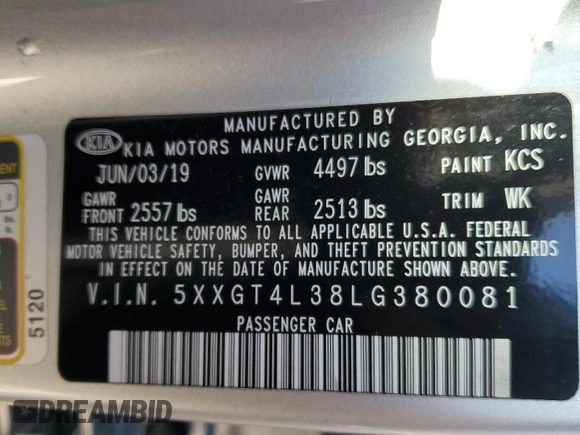 MANUFACTURED BY
KIA KIA MOTORS MANUFACTURING GEORGIA, INC.
JUN/03/19 GVWR 4497 lbs PAINT KCS
GAWR FRONT 2557 lbs GAWR REAR 2513 lbs TRIM WK
THIS VEHICLE CONFORMS TO ALL APPLICABLE U.S.A. FEDERAL
MOTOR VEHICLE SAFETY, BUMPER, AND THEFT PREVENTION STANDARDS
IN EFFECT ON THE DATE OF MANUFACTURE SHOWN ABOVE.
V.I.N. 5XXGT4L38LG380081
PASSENGER CAR
5120
DREAMBID